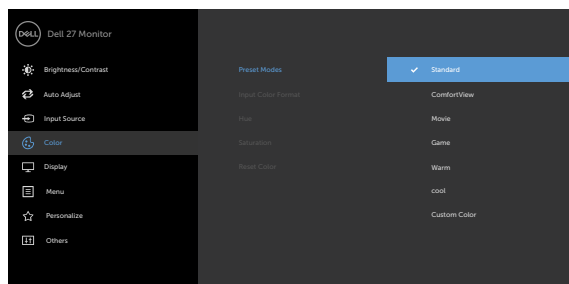 DELL
Dell 27 Monitor
Brightness/Contrast
Auto Adjust
Input Source
Color
Display
Menu
Personalize
Others
Preset Modes
Input Color Format
Hue
Saturation
Reset Color
Standard
ComfortView
Movie
Game
Warm
cool
Custom Color